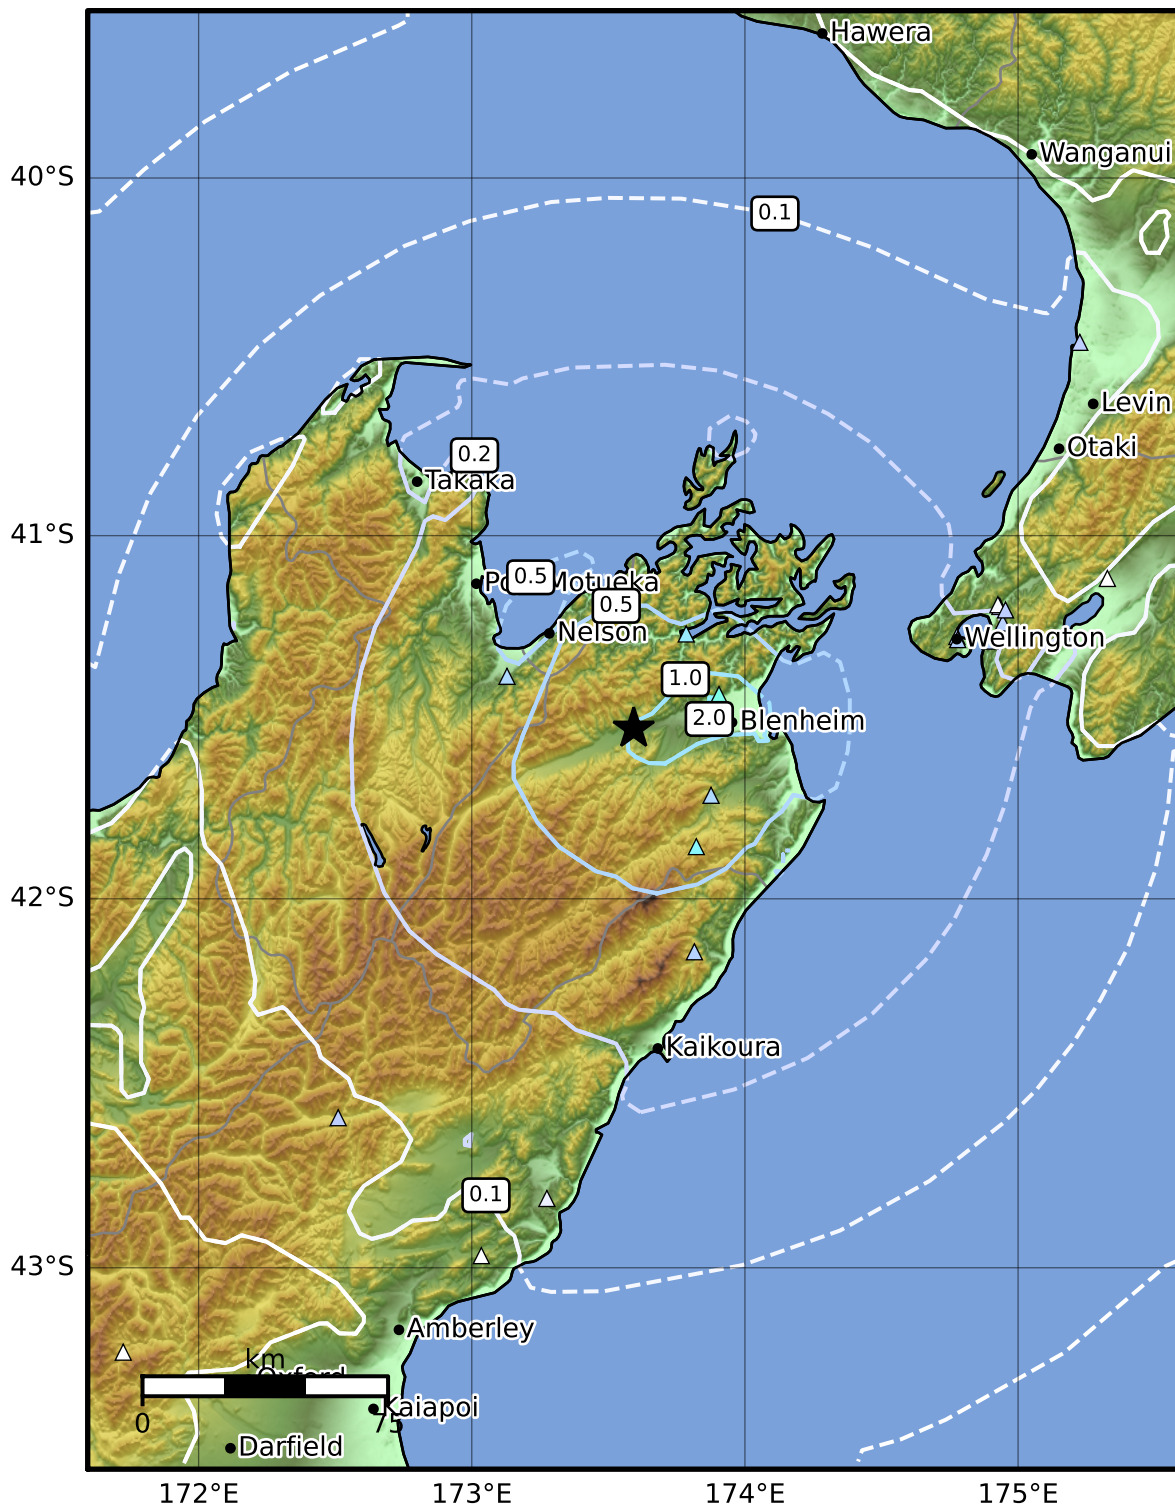 Hawera
Wanganui
40°S
0.1
Levin
Otaki
0.2
Takaka
41°S
0.5
Motueka
0.5
Nelson
Wellington
1.0
2.0
Blenheim
42°S
Kaikoura
0.1
43°S
Amberley
km
Oxford
0
75
Kaiapoi
Darfield
172°E
173°E
174°E
175°E